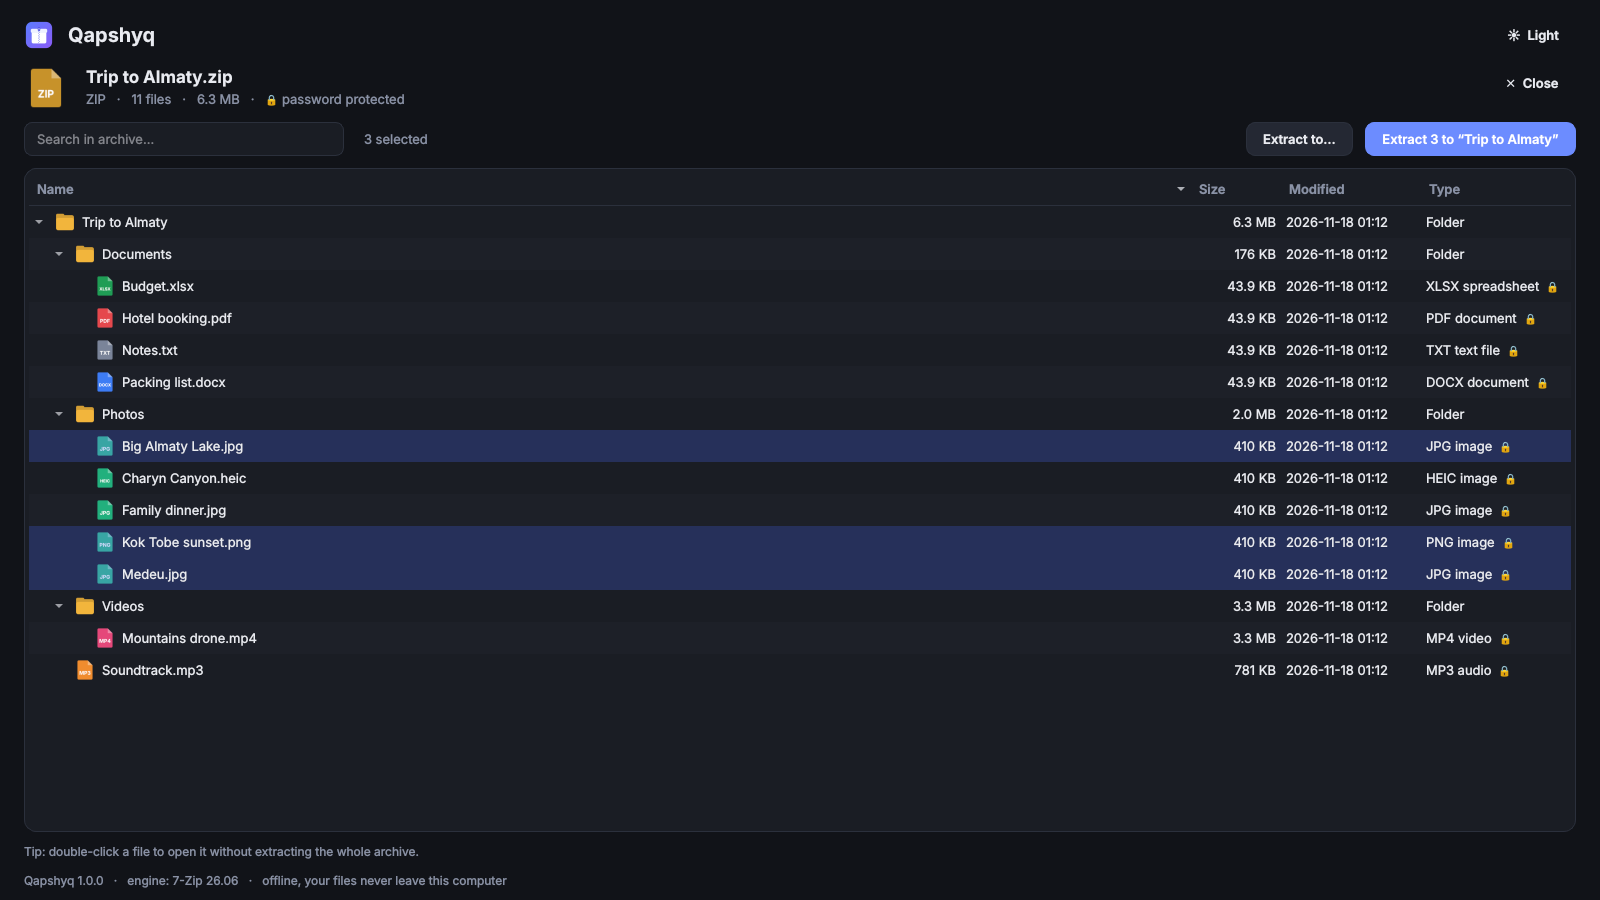 Qapshyq
Light
ZIP
Trip to Almaty.zip
ZIP · 11 files · 6.3 MB · password protected
Close
Search in archive...
3 selected
Extract to...
Extract 3 to “Trip to Almaty”
Name Size Modified Type
Trip to Almaty 6.3 MB 2026-11-18 01:12 Folder
Documents 176 KB 2026-11-18 01:12 Folder
XLSX Budget.xlsx 43.9 KB 2026-11-18 01:12 XLSX spreadsheet
PDF Hotel booking.pdf 43.9 KB 2026-11-18 01:12 PDF document
TXT Notes.txt 43.9 KB 2026-11-18 01:12 TXT text file
DOCX Packing list.docx 43.9 KB 2026-11-18 01:12 DOCX document
Photos 2.0 MB 2026-11-18 01:12 Folder
JPG Big Almaty Lake.jpg 410 KB 2026-11-18 01:12 JPG image
HEIC Charyn Canyon.heic 410 KB 2026-11-18 01:12 HEIC image
JPG Family dinner.jpg 410 KB 2026-11-18 01:12 JPG image
PNG Kok Tobe sunset.png 410 KB 2026-11-18 01:12 PNG image
JPG Medeu.jpg 410 KB 2026-11-18 01:12 JPG image
Videos 3.3 MB 2026-11-18 01:12 Folder
MP4 Mountains drone.mp4 3.3 MB 2026-11-18 01:12 MP4 video
MP3 Soundtrack.mp3 781 KB 2026-11-18 01:12 MP3 audio
Tip: double-click a file to open it without extracting the whole archive.
Qapshyq 1.0.0 · engine: 7-Zip 26.06 · offline, your files never leave this computer